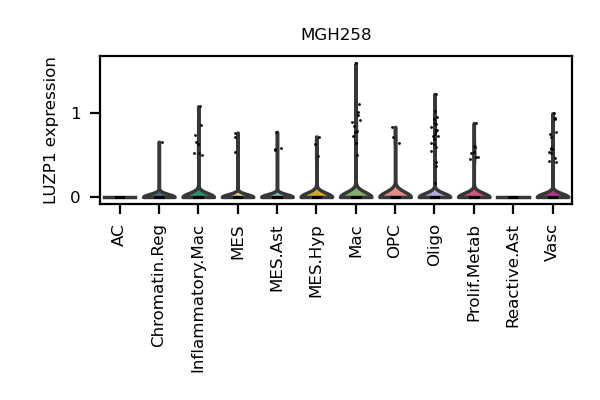 MGH258
LUZP1 expression
1
0
AC
Chromatin.Reg
Inflammatory.Mac
MES
MES.Ast
MES.Hyp
Mac
OPC
Oligo
Prolif.Metab
Reactive.Ast
Vasc